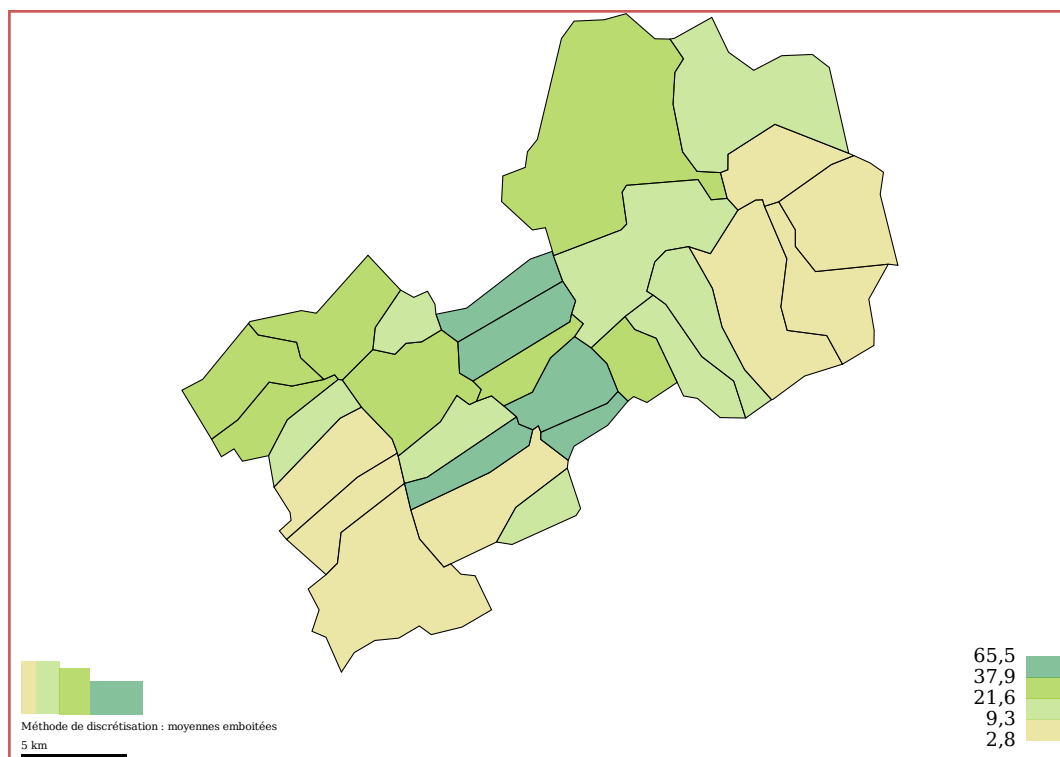 Méthode de discrétisation : moyennes emboitées
5 km
65,5
37,9
21,6
9,3
2,8